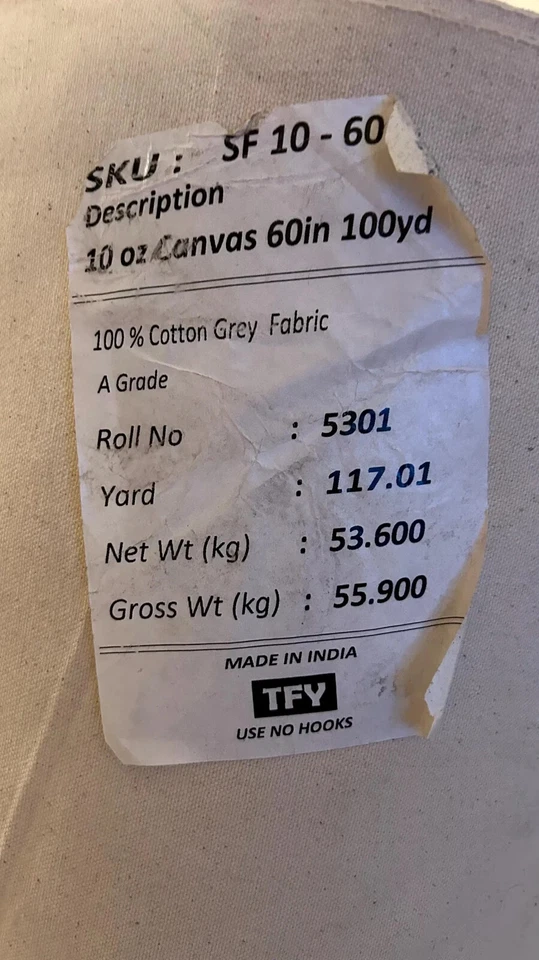 SKU : SF 10 - 60
Description
10 oz Canvas 60in 100yd
100 % Cotton Grey Fabric
A Grade
Roll No : 5301
Yard : 117.01
Net Wt (kg) : 53.600
Gross Wt (kg) : 55.900
MADE IN INDIA
TFY
USE NO HOOKS